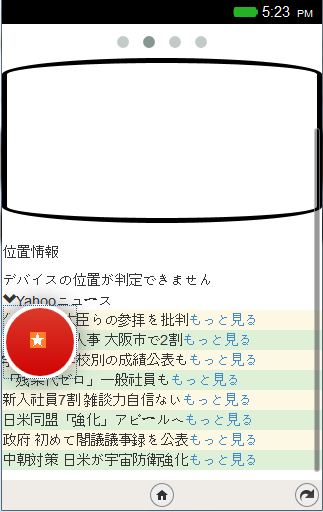 5:23 PM
位置情報
デバイスの位置が判定できません
Yahooニュース
臣らの参拝を批判もっと見る
人事 大阪市で2割もっと見る
校別の成績公表ももっと見る
「残業代ゼロ」一般社員ももっと見る
新入社員7割 雑談力自信ないもっと見る
日米同盟「強化」アピールへもっと見る
政府 初めて閣議議事録を公表もっと見る
中朝対策 日米が宇宙防衛強化もっと見る